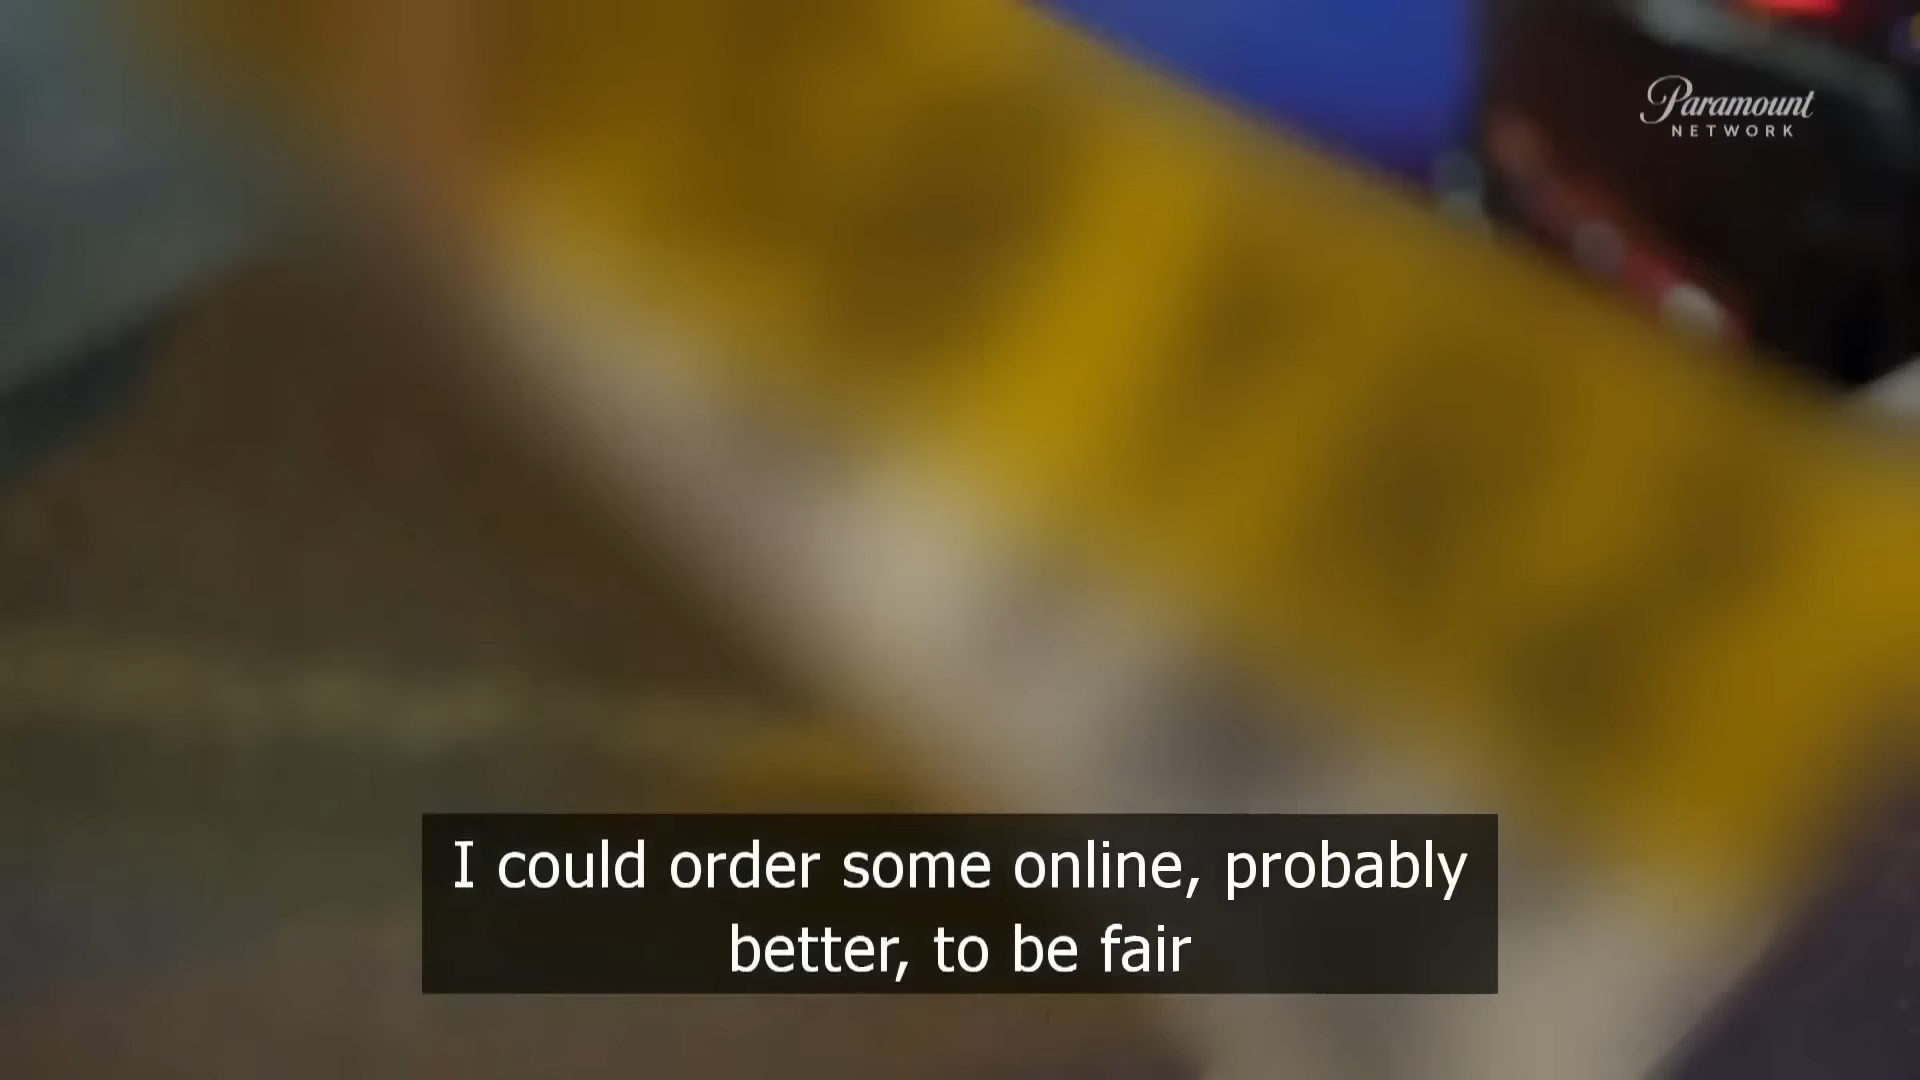 Paramount
NETWORK
I could order some online, probably
better, to be fair